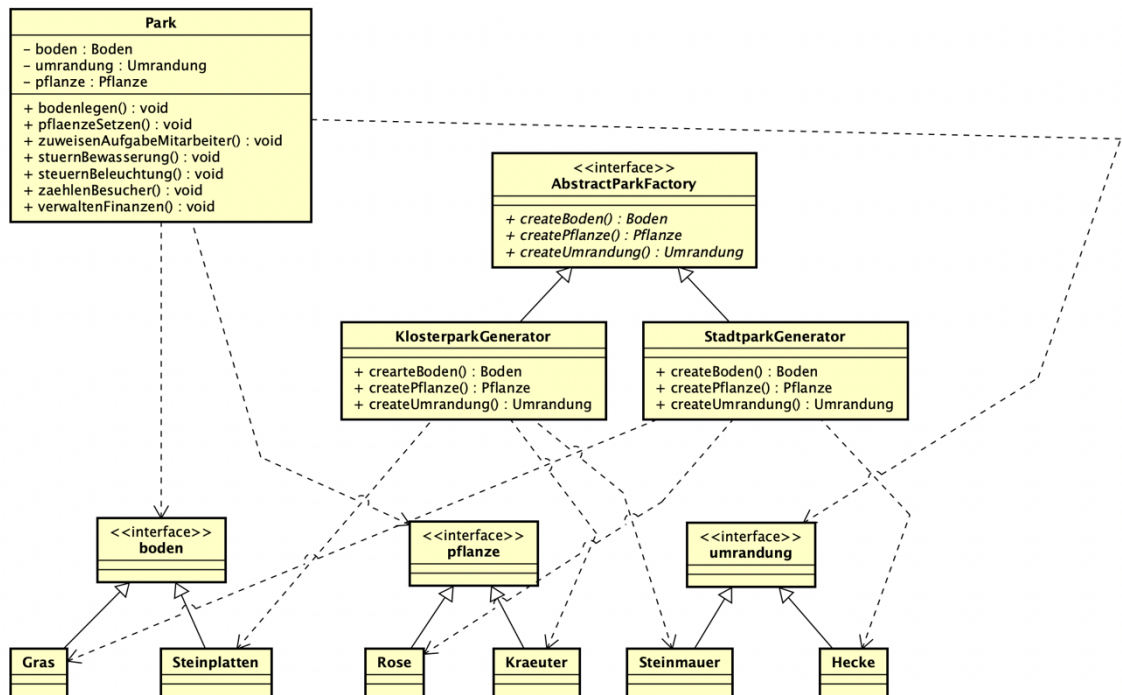 Park
- boden : Boden
- umrandung : Umrandung
- pflanze : Pflanze
+ bodenlegen() : void
+ pflaenzeSetzen() : void
+ zuweisenAufgabeMitarbeiter() : void
+ stuernBewasserung() : void
+ steuernBeleuchtung() : void
+ zaehlenBesucher() : void
+ verwaltenFinanzen() : void
<<interface>>
AbstractParkFactory
+ createBoden() : Boden
+ createPflanze() : Pflanze
+ createUmrandung() : Umrandung
KlosterparkGenerator
+ crearteBoden() : Boden
+ createPflanze() : Pflanze
+ createUmrandung() : Umrandung
StadtparkGenerator
+ createBoden() : Boden
+ createPflanze() : Pflanze
+ createUmrandung() : Umrandung
<<interface>>
boden
<<interface>>
pflanze
<<interface>>
umrandung
Gras
Steinplatten
Rose
Kraeuter
Steinmauer
Hecke